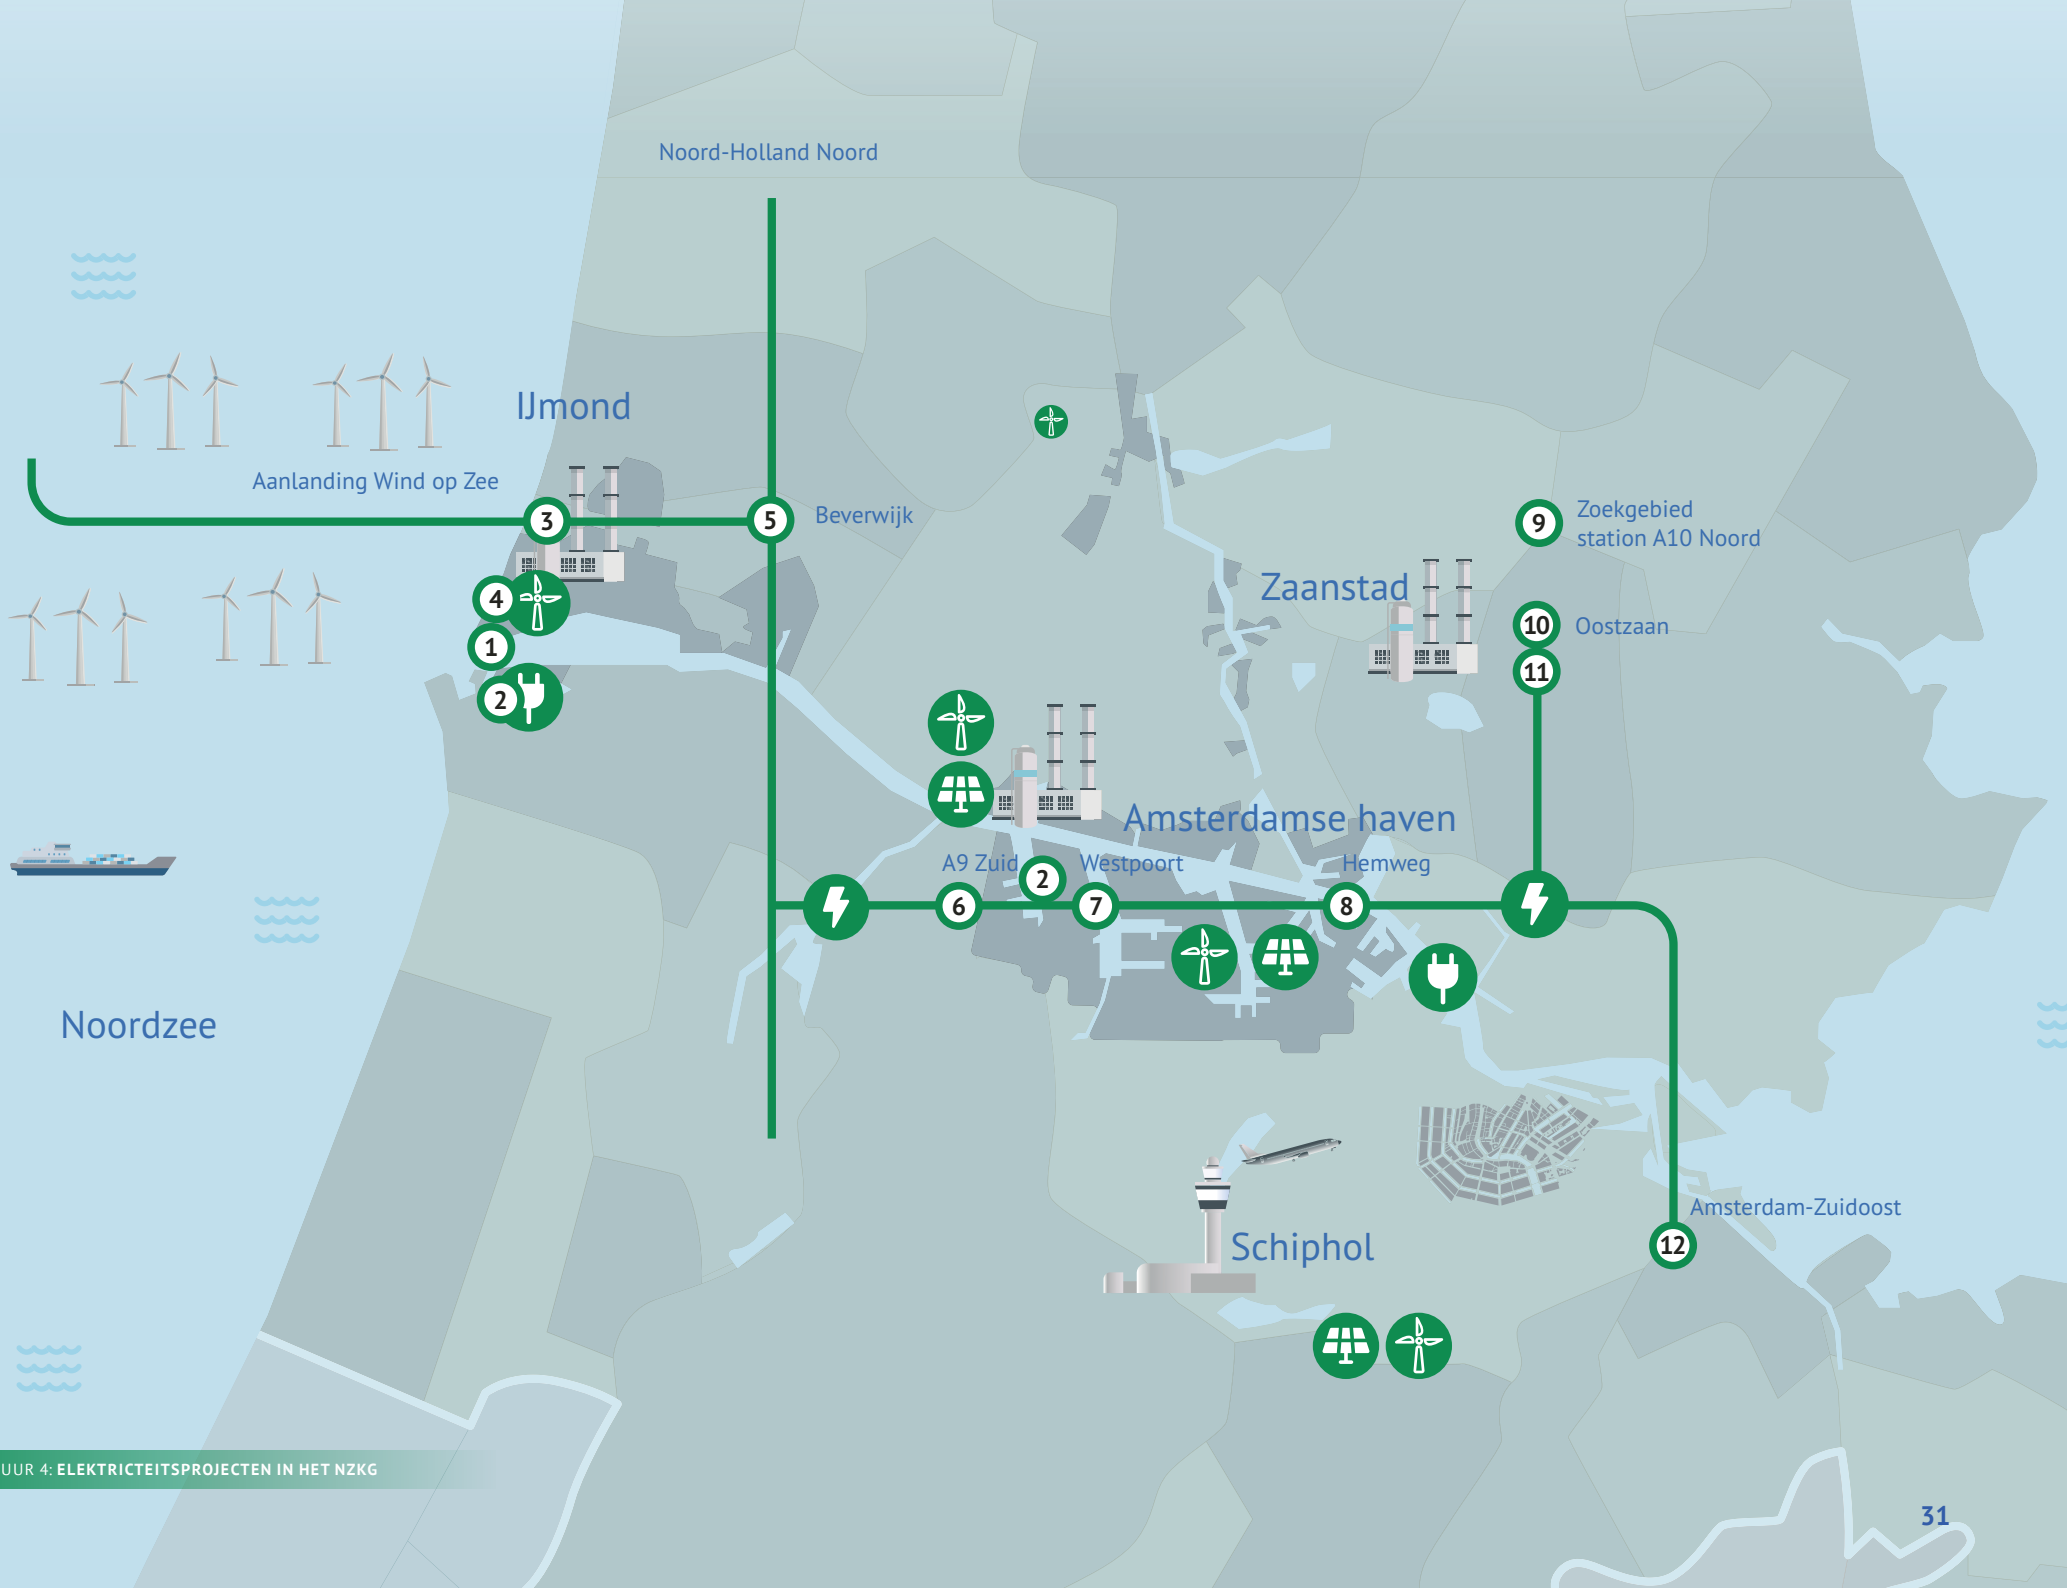 Noord-Holland Noord
IJmond
Aanlanding Wind op Zee
3
5
Beverwijk
9
Zoekgebied
station A10 Noord
4
1
2
Zaanstad
10
Oostzaan
11
Amsterdamse haven
A9 Zuid
2
Westpoort
Hemweg
6
7
8
Noordzee
Amsterdam-Zuidoost
12
Schiphol
UUR 4: ELEKTRICTEITSPROJECTEN IN HET NZKG
31